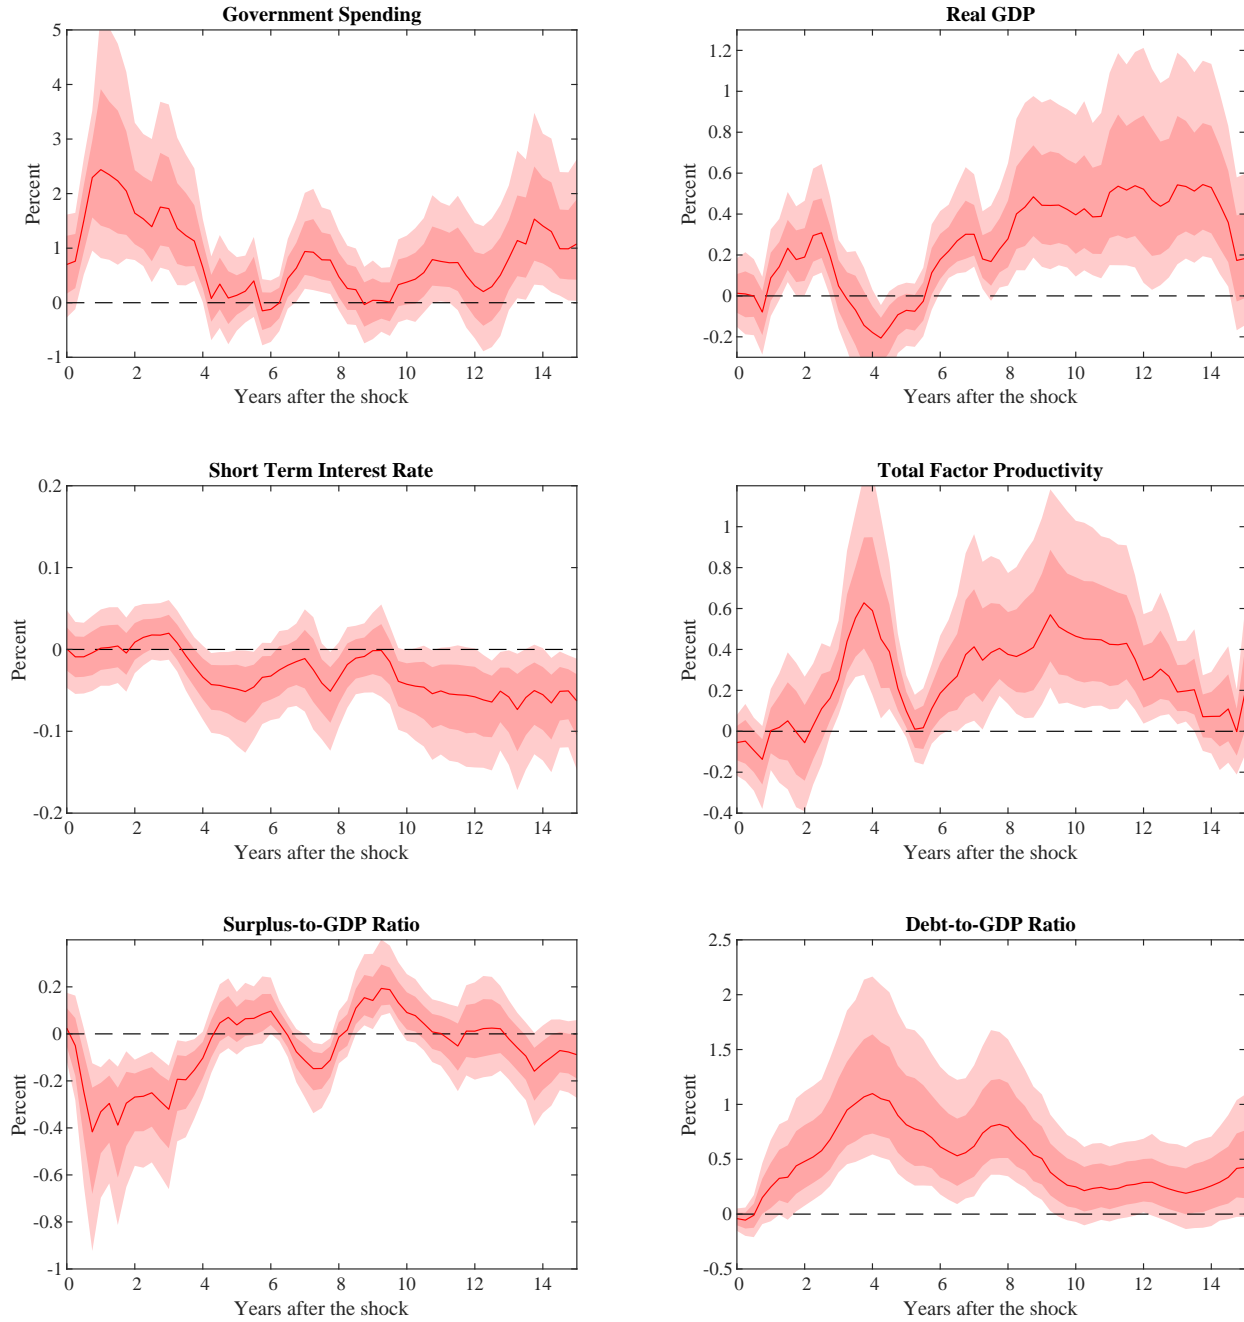 Government Spending
5
4
3
2
1
0
-1
Percent
0 2 4 6 8 10 12 14
Years after the shock
Real GDP
1.2
1
0.8
0.6
0.4
0.2
0
-0.2
Percent
0 2 4 6 8 10 12 14
Years after the shock
Short Term Interest Rate
0.2
0.1
0
-0.1
-0.2
Percent
0 2 4 6 8 10 12 14
Years after the shock
Total Factor Productivity
1
0.8
0.6
0.4
0.2
0
-0.2
-0.4
Percent
0 2 4 6 8 10 12 14
Years after the shock
Surplus-to-GDP Ratio
0.2
0
-0.2
-0.4
-0.6
-0.8
-1
Percent
0 2 4 6 8 10 12 14
Years after the shock
Debt-to-GDP Ratio
2.5
2
1.5
1
0.5
0
-0.5
Percent
0 2 4 6 8 10 12 14
Years after the shock